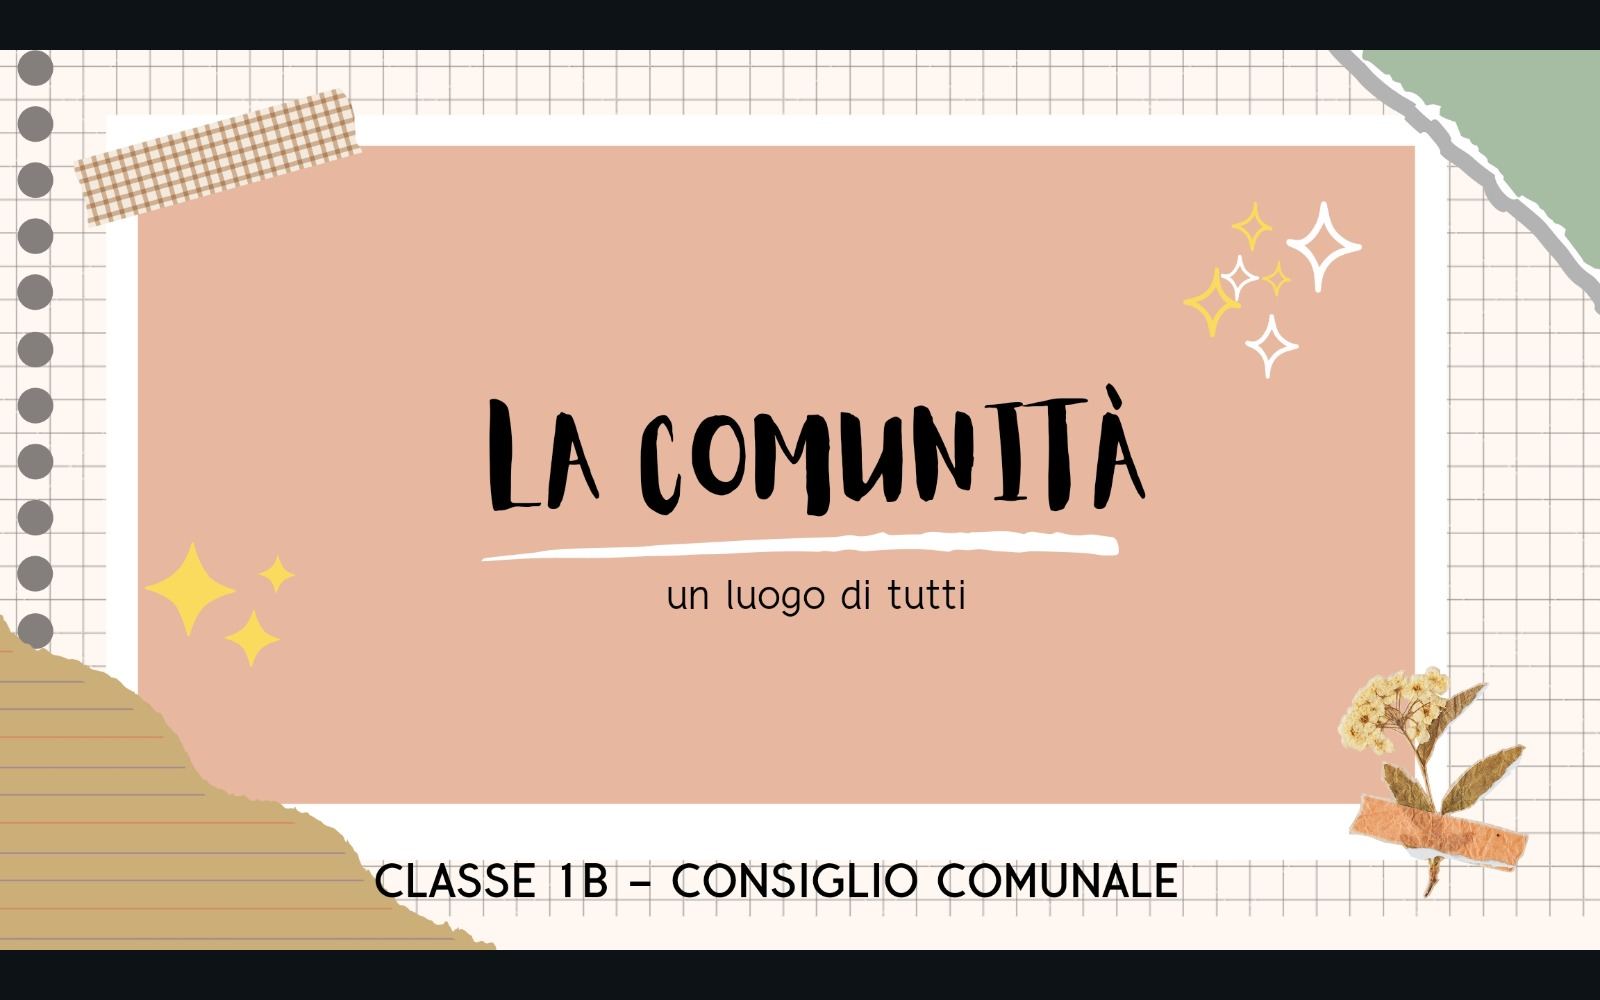 LA COMUNITÀ
un luogo di tutti
CLASSE 1B – CONSIGLIO COMUNALE